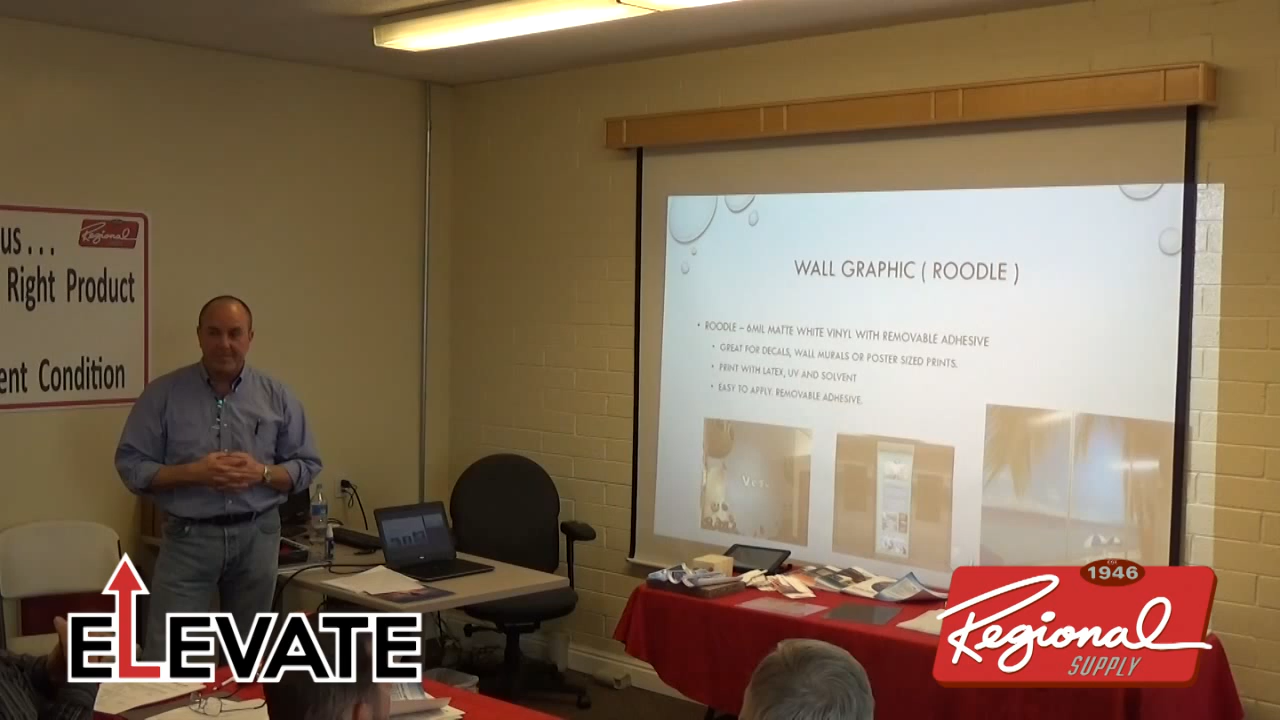 us . . .
Regional
Right Product
ent Condition
WALL GRAPHIC ( ROODLE )
• ROODLE – 6MIL MATTE WHITE VINYL WITH REMOVABLE ADHESIVE
• GREAT FOR DECALS, WALL MURALS OR POSTER SIZED PRINTS.
• PRINT WITH LATEX, UV AND SOLVENT
• EASY TO APPLY. REMOVABLE ADHESIVE.
ELEVATE
EST
1946
Regional
SUPPLY